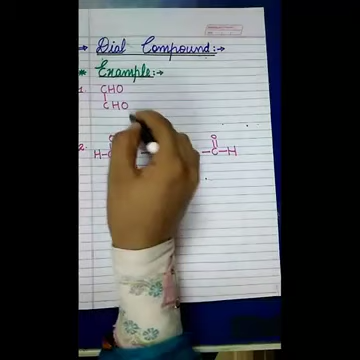 → Dial Compound:→
* Example:→
1. CHO
CHO
2. H-C
-C-H
O